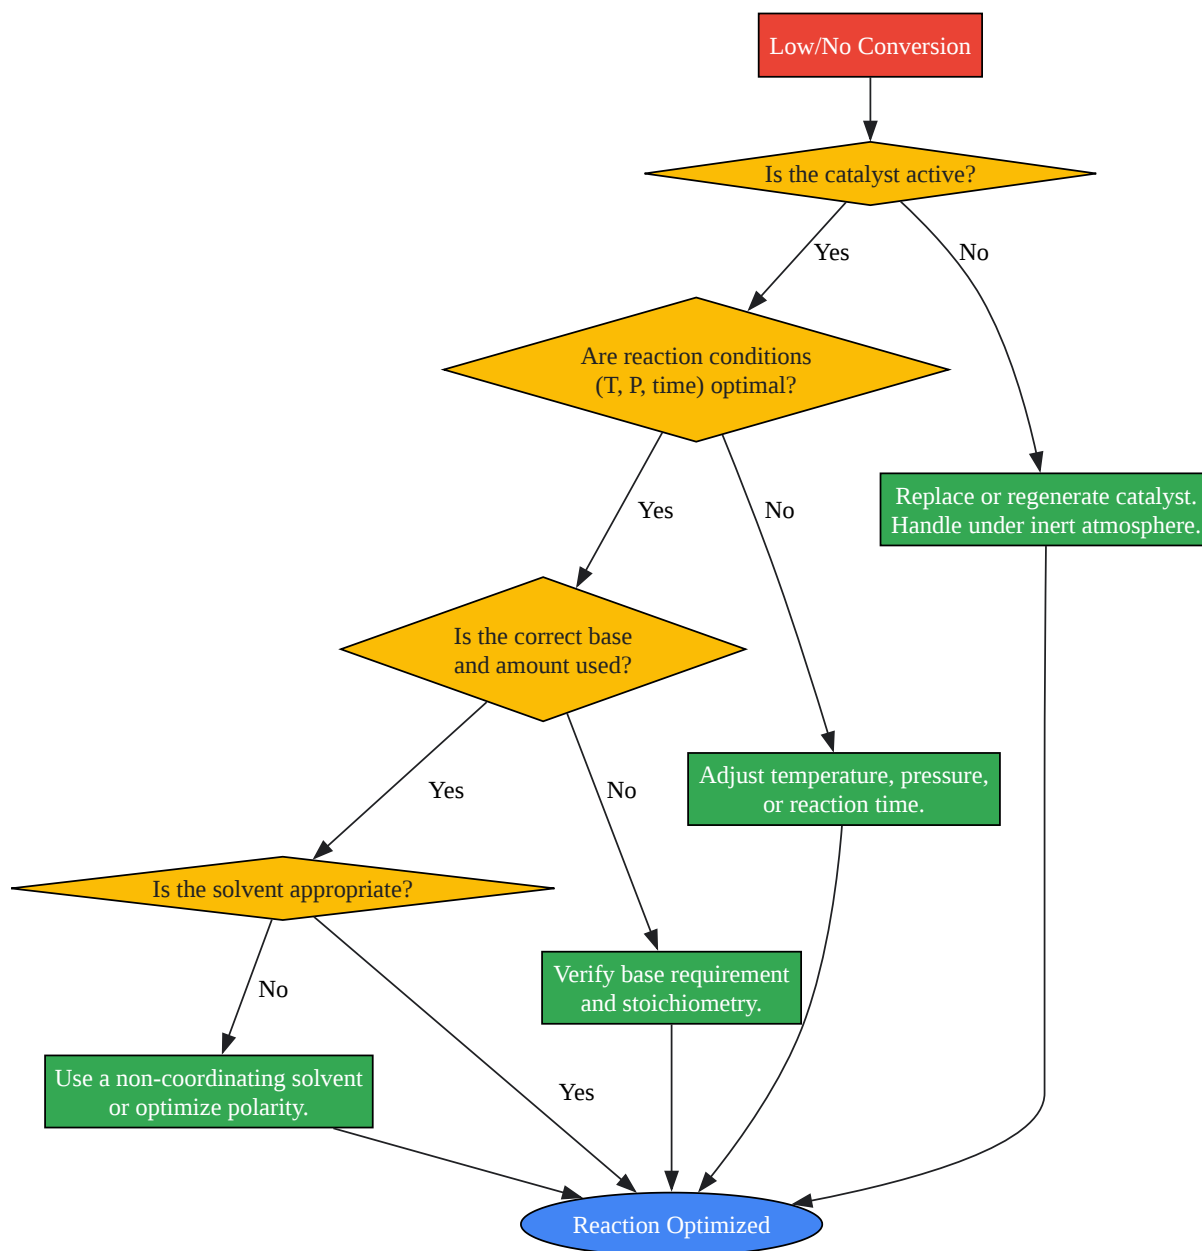 Low/No Conversion
Is the catalyst active?
Yes
No
Are reaction conditions
(T, P, time) optimal?
Yes
No
Replace or regenerate catalyst.
Handle under inert atmosphere.
Is the correct base
and amount used?
Yes
No
Adjust temperature, pressure,
or reaction time.
Is the solvent appropriate?
No
Yes
Verify base requirement
and stoichiometry.
Use a non-coordinating solvent
or optimize polarity.
Reaction Optimized